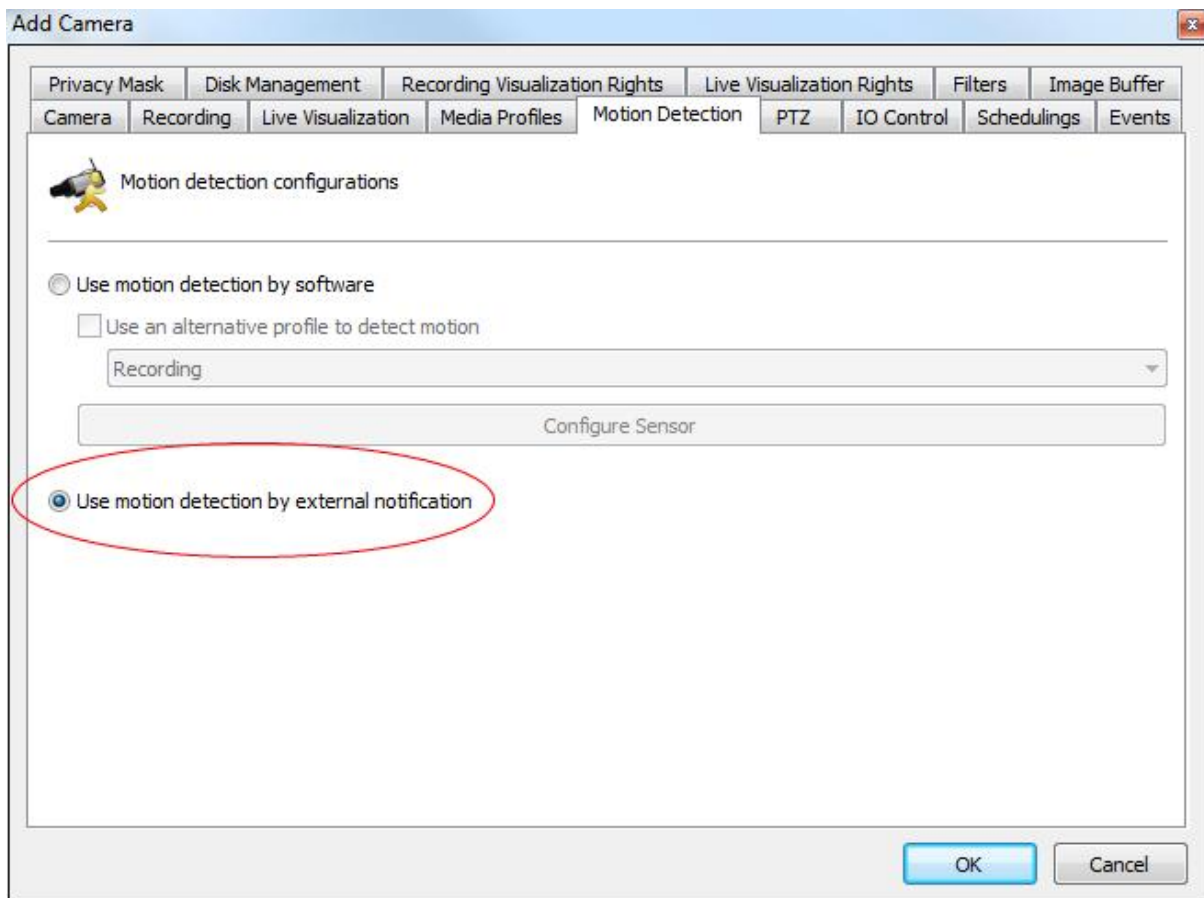 Add Camera
Privacy Mask Disk Management Recording Visualization Rights Live Visualization Rights Filters Image Buffer
Camera Recording Live Visualization Media Profiles Motion Detection PTZ IO Control Schedulings Events
Motion detection configurations
Use motion detection by software
Use an alternative profile to detect motion
Recording
Configure Sensor
Use motion detection by external notification
OK Cancel